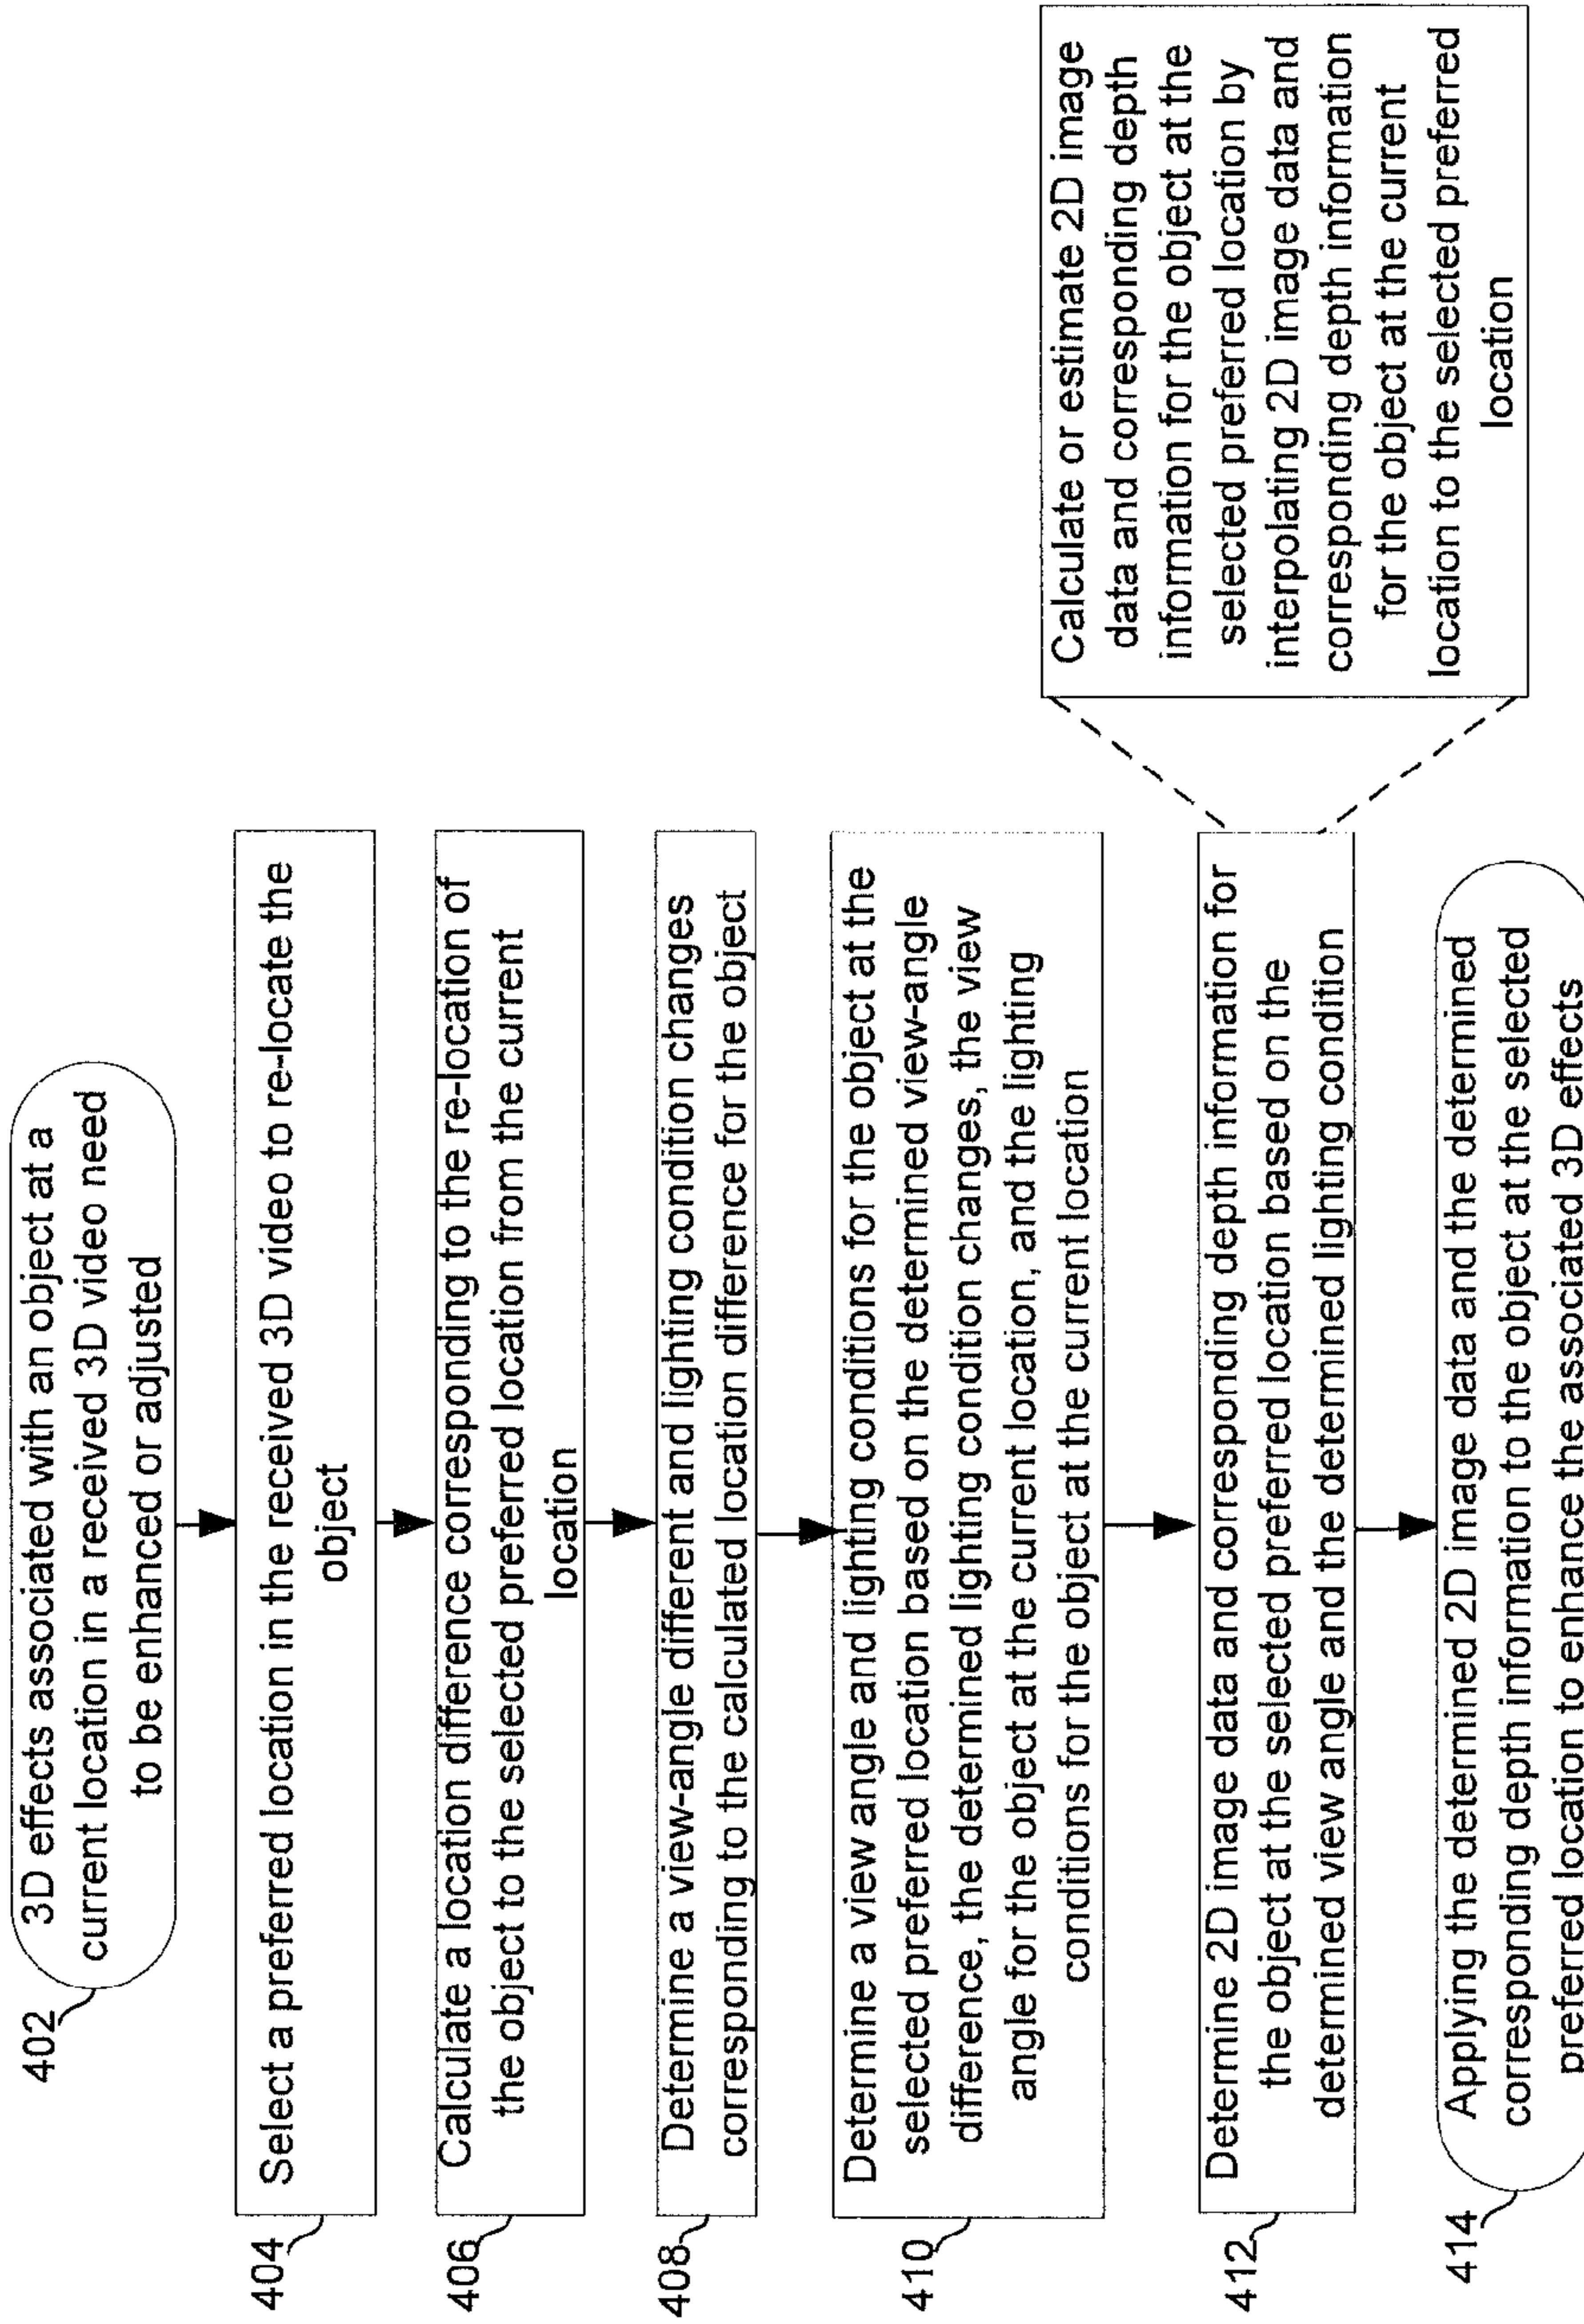 402
3D effects associated with an object at a
current location in a received 3D video need
to be enhanced or adjusted
404
Select a preferred location in the received 3D video to re-locate the
object
406
Calculate a location difference corresponding to the re-location of
the object to the selected preferred location from the current
location
408
Determine a view-angle different and lighting condition changes
corresponding to the calculated location difference for the object
410
Determine a view angle and lighting conditions for the object at the
selected preferred location based on the determined view-angle
difference, the determined lighting condition changes, the view
angle for the object at the current location, and the lighting
conditions for the object at the current location
412
Determine 2D image data and corresponding depth information for
the object at the selected preferred location based on the
determined view angle and the determined lighting condition
Calculate or estimate 2D image
data and corresponding depth
information for the object at the
selected preferred location by
interpolating 2D image data and
corresponding depth information
for the object at the current
location to the selected preferred
location
414
Applying the determined 2D image data and the determined
corresponding depth information to the object at the selected
preferred location to enhance the associated 3D effects